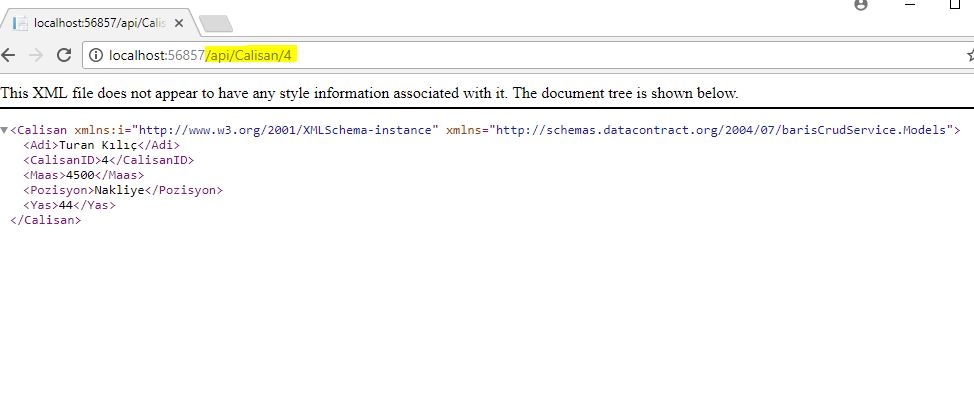 localhost:56857/api/Calis
localhost:56857/api/Calisan/4
This XML file does not appear to have any style information associated with it. The document tree is shown below.
<Calisan xmlns:i="http://www.w3.org/2001/XMLSchema-instance" xmlns="http://schemas.datacontract.org/2004/07/barisCrudService.Models">
<Adi>Turan Kılıç</Adi>
<CalisanID>4</CalisanID>
<Maas>4500</Maas>
<Pozisyon>Nakliye</Pozisyon>
<Yas>44</Yas>
</Calisan>